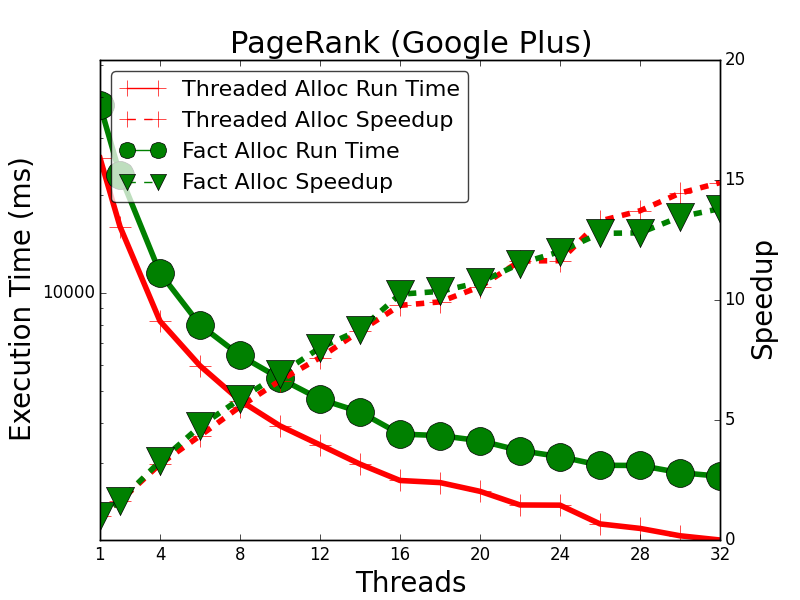 PageRank (Google Plus)
Threaded Alloc Run Time
Threaded Alloc Speedup
Fact Alloc Run Time
Fact Alloc Speedup
Execution Time (ms)
10000
20
15
10
5
0
Speedup
1 4 8 12 16 20 24 28 32
Threads